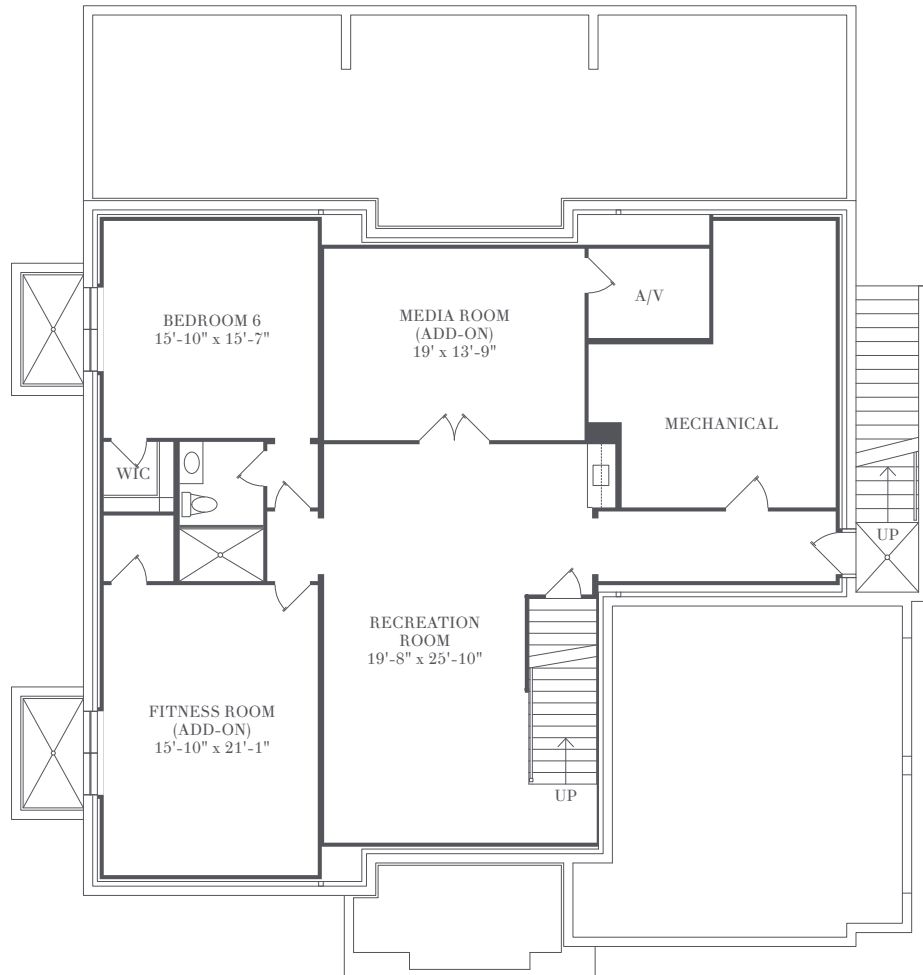 BEDROOM 6
15'-10" x 15'-7"
MEDIA ROOM
(ADD-ON)
19' x 13'-9"
A/V
MECHANICAL
WIC
UP
RECREATION
ROOM
19'-8" x 25'-10"
FITNESS ROOM
(ADD-ON)
15'-10" x 21'-1"
UP